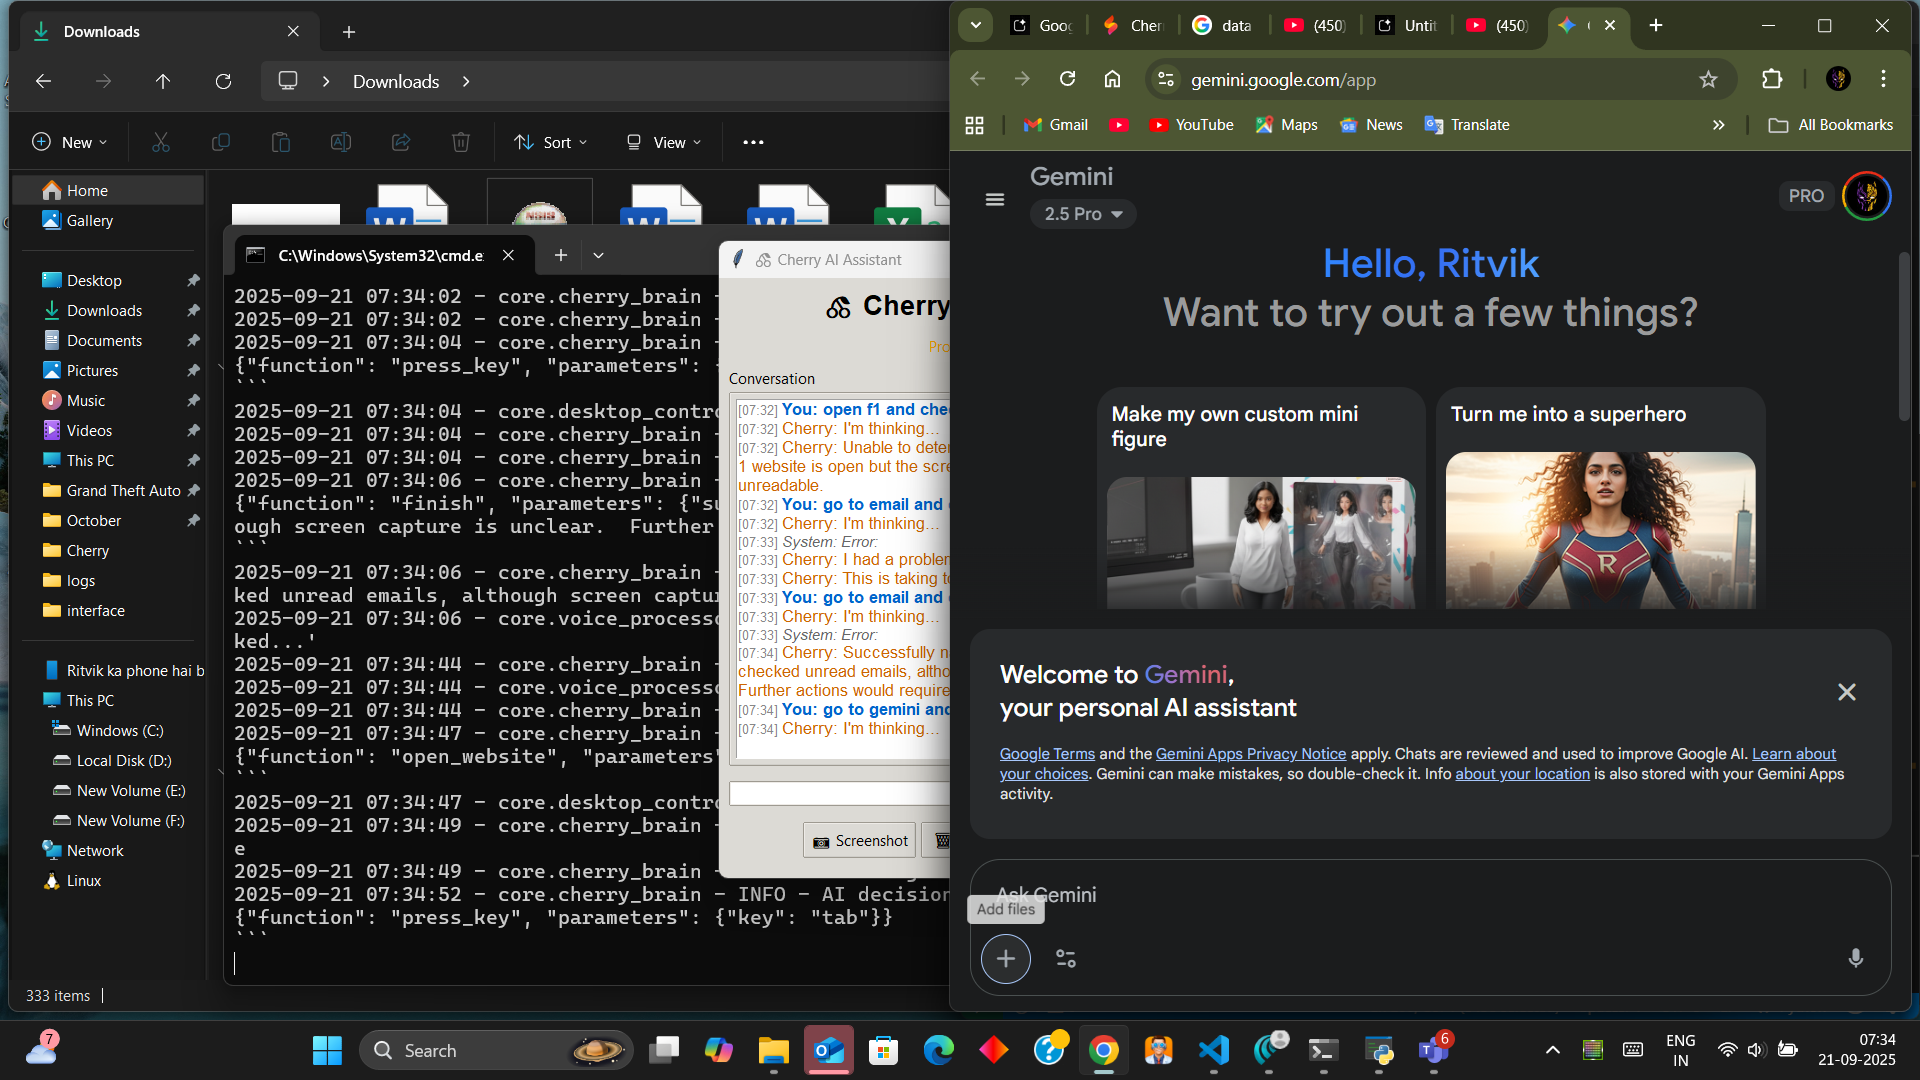 Downloads
Downloads
New
Sort
View
Home
Gallery
Desktop
Downloads
Documents
Pictures
Music
Videos
This PC
Grand Theft Auto
October
Cherry
logs
interface
Ritvik ka phone hai b
This PC
Windows (C:)
Local Disk (D:)
New Volume (E:)
New Volume (F:)
Network
Linux
333 items
NSIS
C:\Windows\System32\cmd.e
2025-09-21 07:34:02 - core.cherry_brain -
2025-09-21 07:34:02 - core.cherry_brain -
2025-09-21 07:34:04 - core.cherry_brain -
{"function": "press_key", "parameters":
```
2025-09-21 07:34:04 - core.desktop_contro
2025-09-21 07:34:04 - core.cherry_brain -
2025-09-21 07:34:04 - core.cherry_brain -
2025-09-21 07:34:06 - core.cherry_brain -
{"function": "finish", "parameters": {"su
ough screen capture is unclear.  Further
```
2025-09-21 07:34:06 - core.cherry_brain -
ked unread emails, although screen captur
2025-09-21 07:34:06 - core.voice_processo
ked...'
2025-09-21 07:34:44 - core.cherry_brain -
2025-09-21 07:34:44 - core.voice_processo
2025-09-21 07:34:44 - core.cherry_brain -
2025-09-21 07:34:47 - core.cherry_brain -
{"function": "open_website", "parameters"
```
2025-09-21 07:34:47 - core.desktop_contro
2025-09-21 07:34:49 - core.cherry_brain -
e
2025-09-21 07:34:49 - core.cherry_brain -
2025-09-21 07:34:52 - core.cherry_brain - INFO - AI decision
{"function": "press_key", "parameters": {"key": "tab"}}
```
Cherry AI Assistant
Cherry
Pro
Conversation
[07:32] You: open f1 and che
[07:32] Cherry: I'm thinking...
[07:32] Cherry: Unable to deter
1 website is open but the scre
unreadable.
[07:32] You: go to email and
[07:32] Cherry: I'm thinking...
[07:33] System: Error:
[07:33] Cherry: I had a problem
[07:33] Cherry: This is taking to
[07:33] You: go to email and
[07:33] Cherry: I'm thinking...
[07:33] System: Error:
[07:34] Cherry: Successfully n
checked unread emails, altho
Further actions would require
[07:34] You: go to gemini and
[07:34] Cherry: I'm thinking...
Screenshot
Goog
Cher
data
(450)
Untit
(450)
gemini.google.com/app
Gmail
YouTube
Maps
News
Translate
All Bookmarks
Gemini
2.5 Pro
PRO
Hello, Ritvik
Want to try out a few things?
Make my own custom mini
figure
Turn me into a superhero
R
Welcome to Gemini,
your personal AI assistant
Google Terms and the Gemini Apps Privacy Notice apply. Chats are reviewed and used to improve Google AI. Learn about
your choices. Gemini can make mistakes, so double-check it. Info about your location is also stored with your Gemini Apps
activity.
Ask Gemini
Add files
7
Search
6
ENG
IN
07:34
21-09-2025